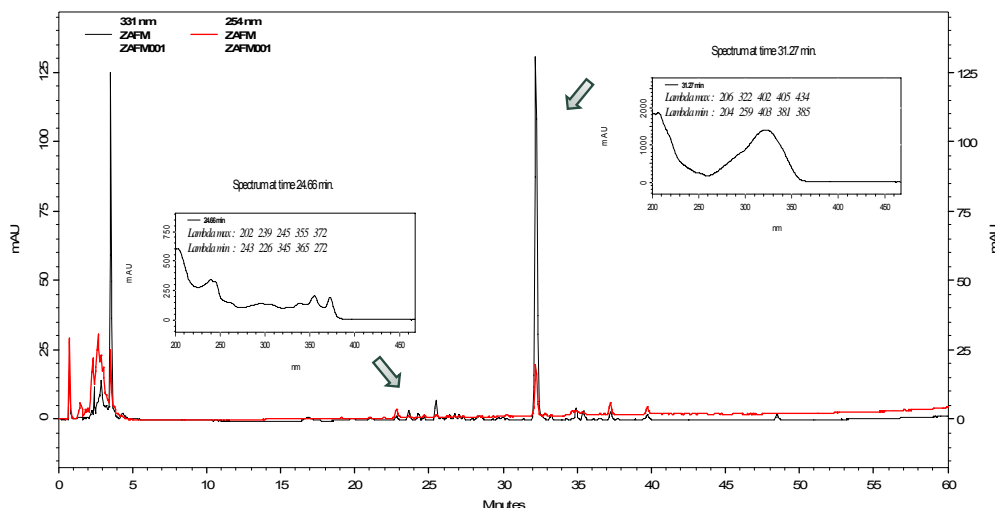 331 nm
ZAFM
ZAFM001
254 nm
ZAFM
ZAFM001
Spectrum at time 31.27 min.
31.27 min
Lambda max : 206 322 402 405 434
Lambda min : 204 259 403 381 385
mAU
2000
1000
0
200 250 300 350 400 450
nm
Spectrum at time 24.66 min.
24.66 min
Lambda max : 202 239 245 355 372
Lambda min : 243 226 345 365 272
mAU
750
500
250
0
200 250 300 350 400 450
nm
mAU
125
100
75
50
25
0
mAU
125
100
75
50
25
0
mAU
0 5 10 15 20 25 30 35 40 45 50 55 60
Minutes